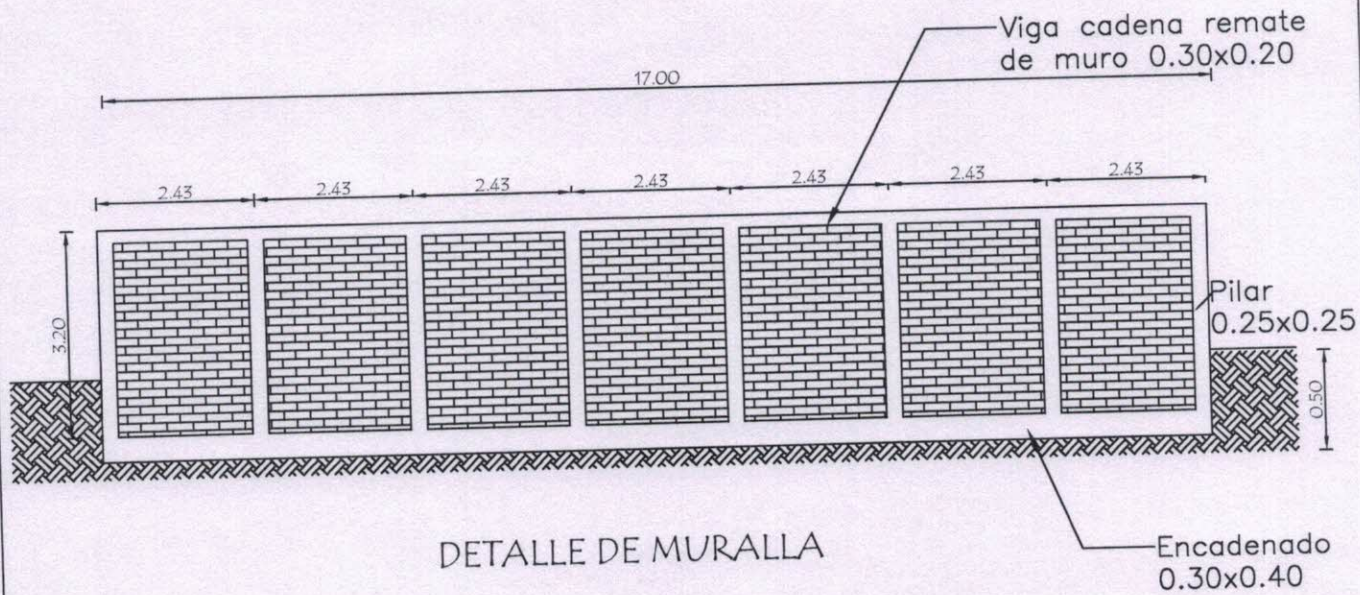 Viga cadena remate
de muro 0.30x0.20
17.00
2.43 2.43 2.43 2.43 2.43 2.43 2.43
3.20
Pilar
0.25x0.25
0.50
DETALLE DE MURALLA
Encadenado
0.30x0.40